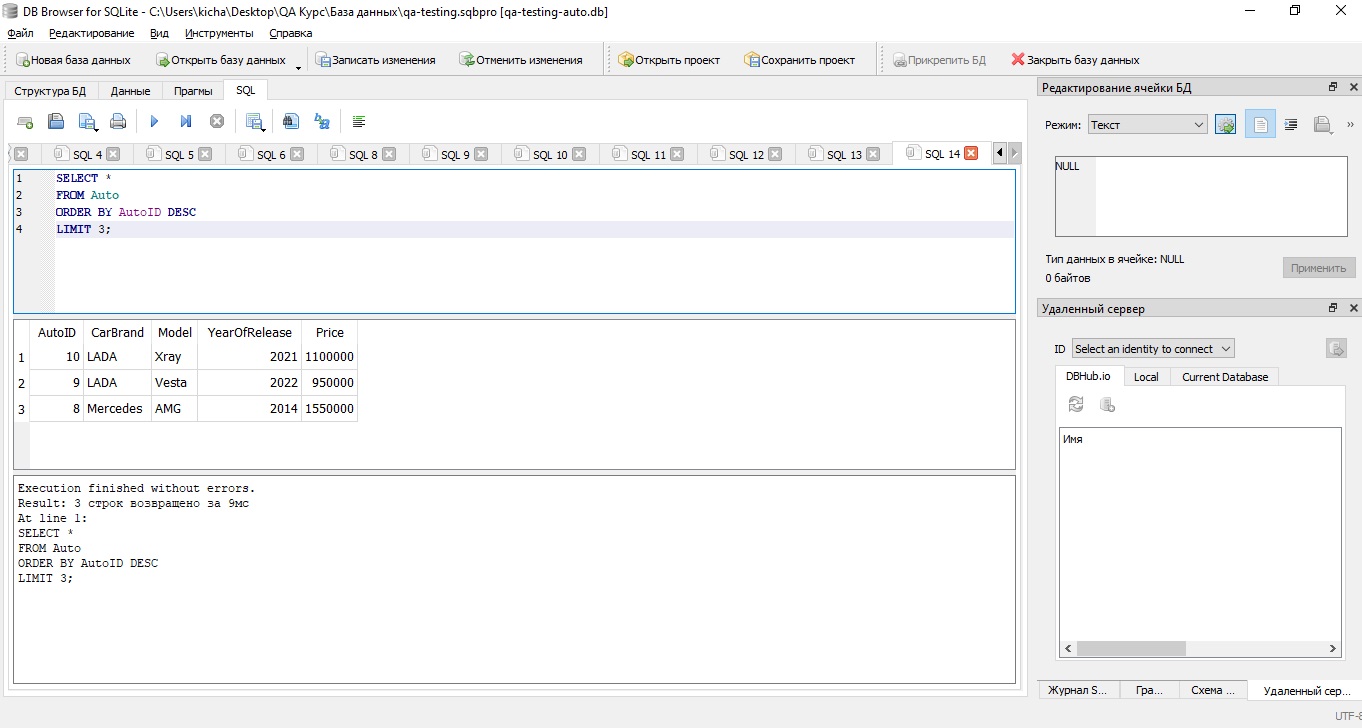 DB Browser for SQLite - C:\Users\kicha\Desktop\QA Курс\База данных\qa-testing.sqbpro [qa-testing-auto.db]
Файл Редактирование Вид Инструменты Справка
Новая база данных Открыть базу данных Записать изменения Отменить изменения Открыть проект Сохранить проект Прикрепить БД Закрыть базу данных
Структура БД Данные Прагмы SQL
SQL 4 SQL 5 SQL 6 SQL 8 SQL 9 SQL 10 SQL 11 SQL 12 SQL 13 SQL 14
1 SELECT *
2 FROM Auto
3 ORDER BY AutoID DESC
4 LIMIT 3;
AutoID CarBrand Model YearOfRelease Price
1 10 LADA Xray 2021 1100000
2 9 LADA Vesta 2022 950000
3 8 Mercedes AMG 2014 1550000
Execution finished without errors.
Result: 3 строк возвращено за 9мс
At line 1:
SELECT *
FROM Auto
ORDER BY AutoID DESC
LIMIT 3;
Редактирование ячейки БД
Режим: Текст
NULL
Тип данных в ячейке: NULL
0 байтов
Применить
Удаленный сервер
ID Select an identity to connect
DBHub.io Local Current Database
Имя
Журнал S... Гра... Схема ... Удаленный сер...
UTF-8